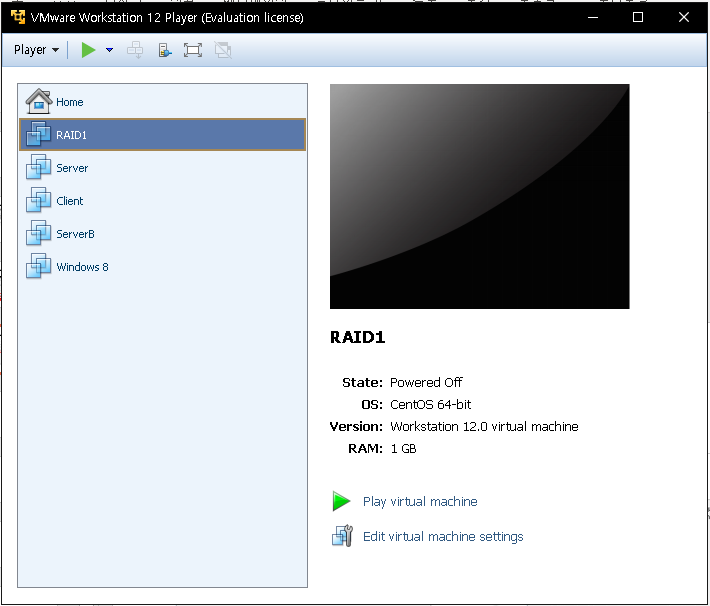 VMware Workstation 12 Player (Evaluation license)
Player
Home
RAID1
Server
Client
ServerB
Windows 8
RAID1
State: Powered Off
OS: CentOS 64-bit
Version: Workstation 12.0 virtual machine
RAM: 1 GB
Play virtual machine
Edit virtual machine settings